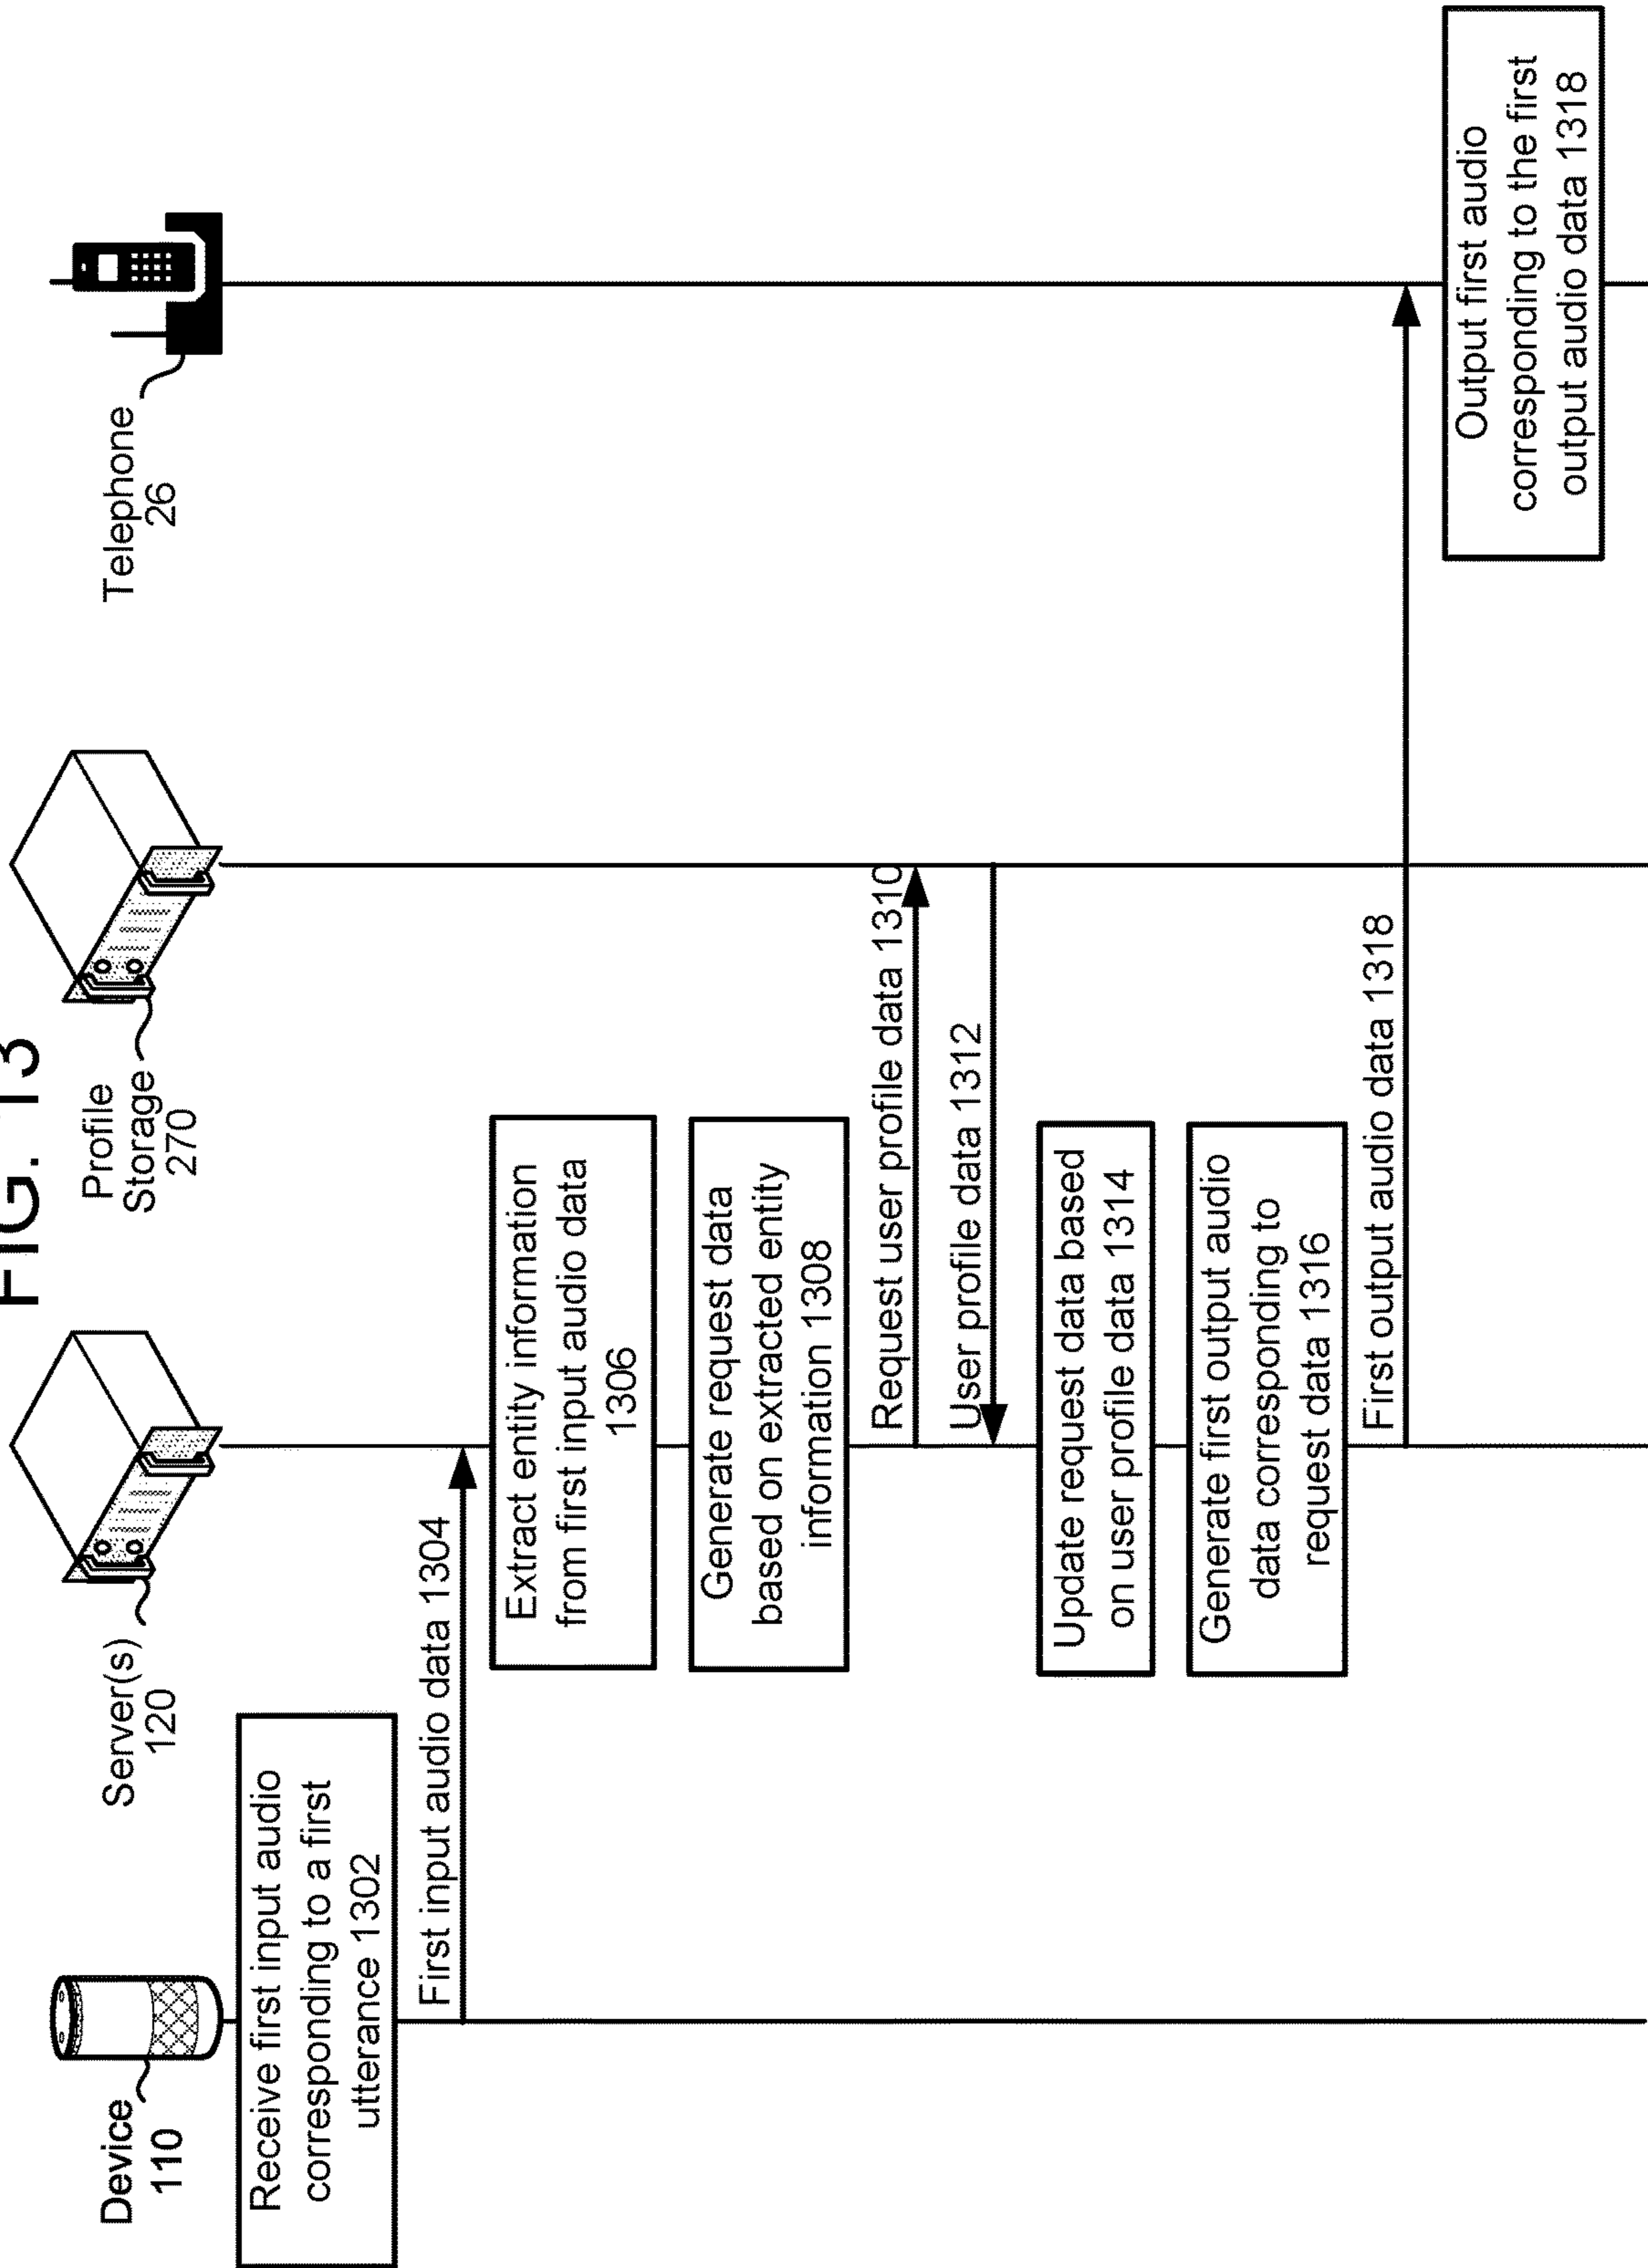 FIG. 13
Device
110
Server(s)
120
Profile
Storage
270
Telephone
26
Receive first input audio
corresponding to a first
utterance 1302
First input audio data 1304
Extract entity information
from first input audio data
1306
Generate request data
based on extracted entity
information 1308
Request user profile data 1310
User profile data 1312
Update request data based
on user profile data 1314
Generate first output audio
data corresponding to
request data 1316
First output audio data 1318
Output first audio
corresponding to the first
output audio data 1318